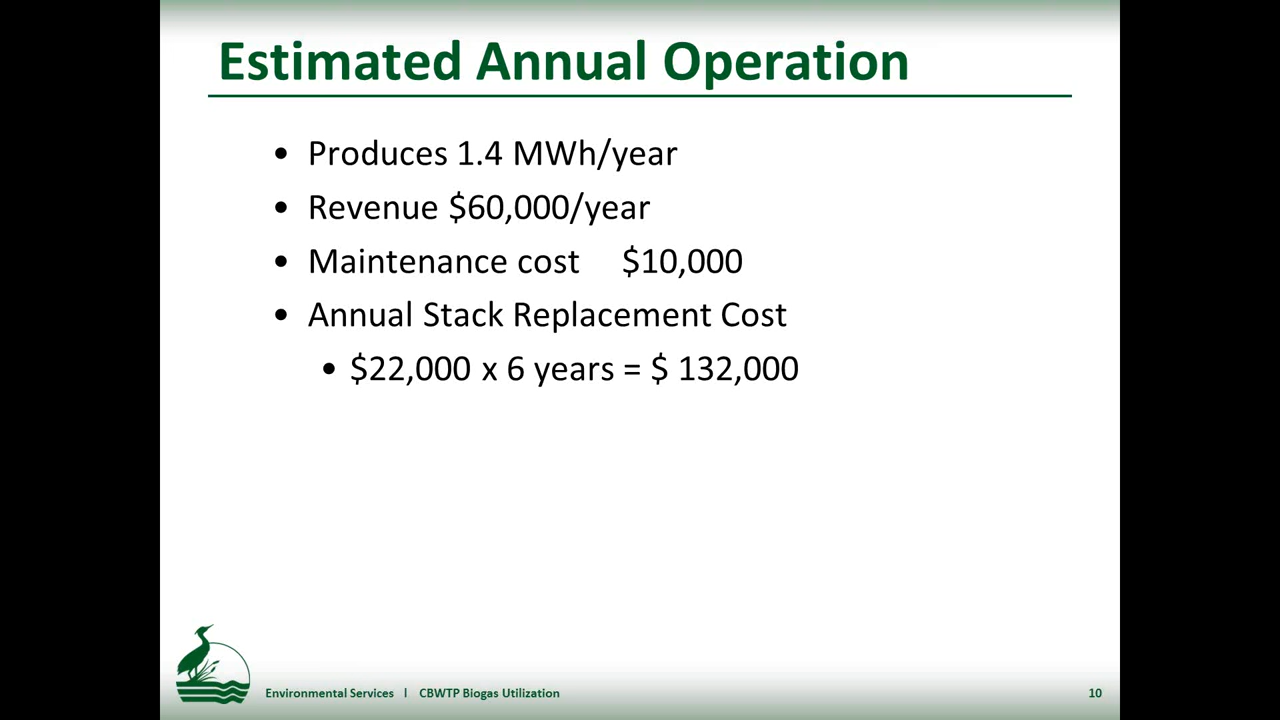 Estimated Annual Operation
• Produces 1.4 MWh/year
• Revenue $60,000/year
• Maintenance cost $10,000
• Annual Stack Replacement Cost
• $22,000 x 6 years = $ 132,000
Environmental Services | CBWTP Biogas Utilization 10